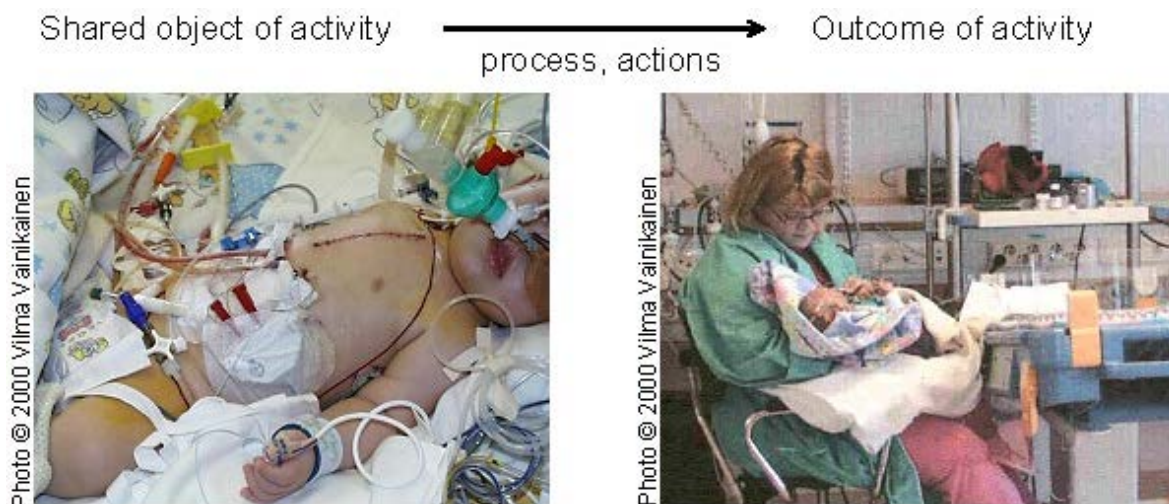 Shared object of activity
process, actions
Outcome of activity
Photo © 2000 Vilma Vainikainen
Photo © 2000 Vilma Vainikainen